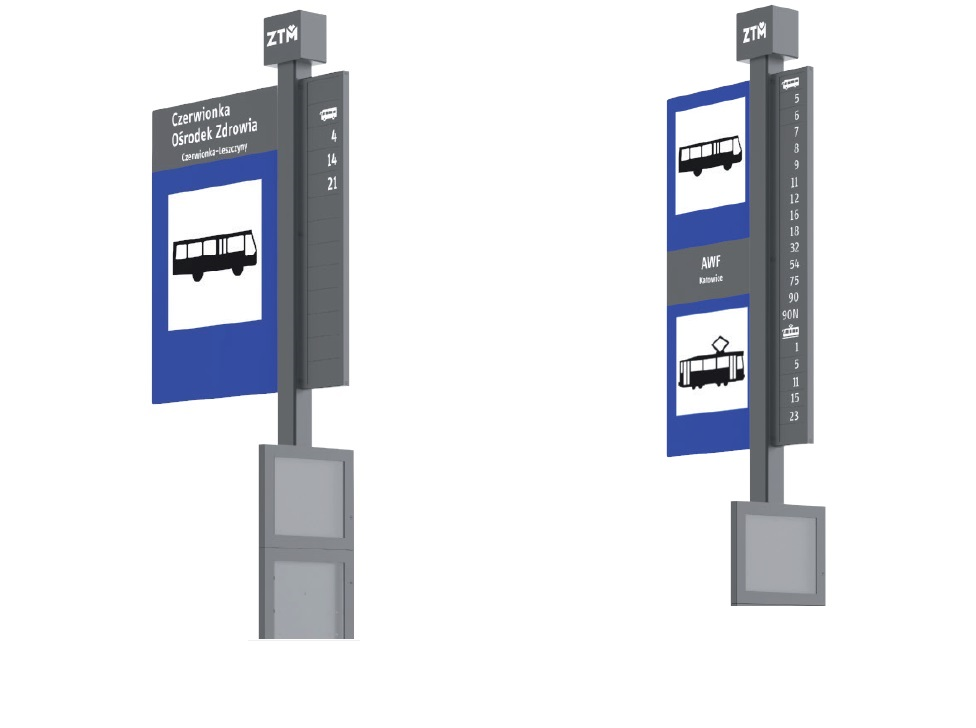 ZTM
Czerwionka
Ośrodek Zdrowia
Czerwionka-Leszczyny
4
14
21
ZTM
AWF
Katowice
5
6
7
8
9
11
12
16
18
32
54
75
90
90N
1
5
11
15
23